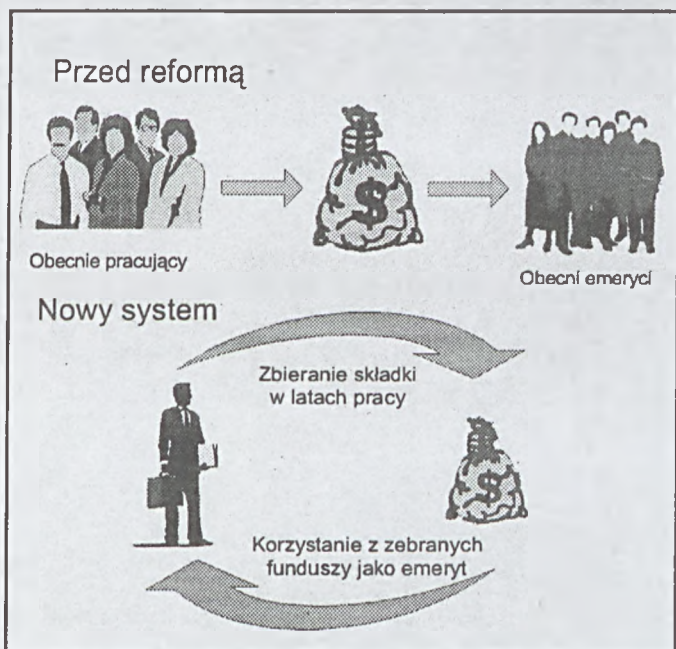 Przed reformą
$
Obecnie pracujący
Obecni emeryci
Nowy system
Zbieranie składki
w latach pracy
$
Korzystanie z zebranych
funduszy jako emeryt